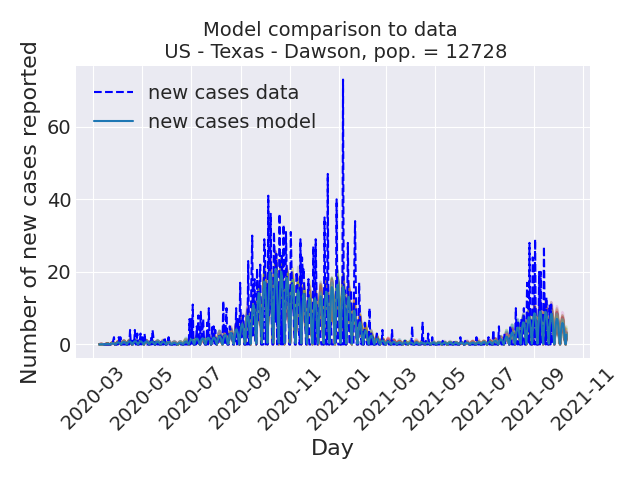 Model comparison to data
US - Texas - Dawson, pop. = 12728
Number of new cases reported
new cases data
new cases model
60
40
20
0
2020-03
2020-05
2020-07
2020-09
2020-11
2021-01
2021-03
2021-05
2021-07
2021-09
2021-11
Day